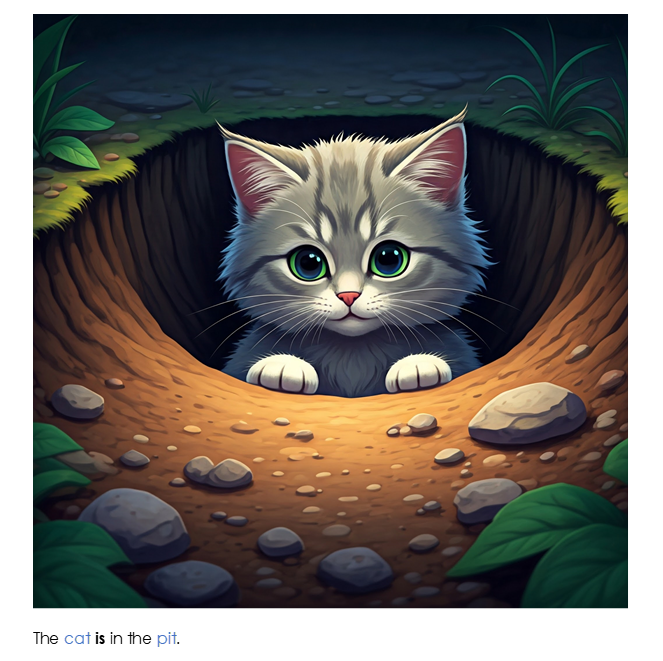 The cat is in the pit.